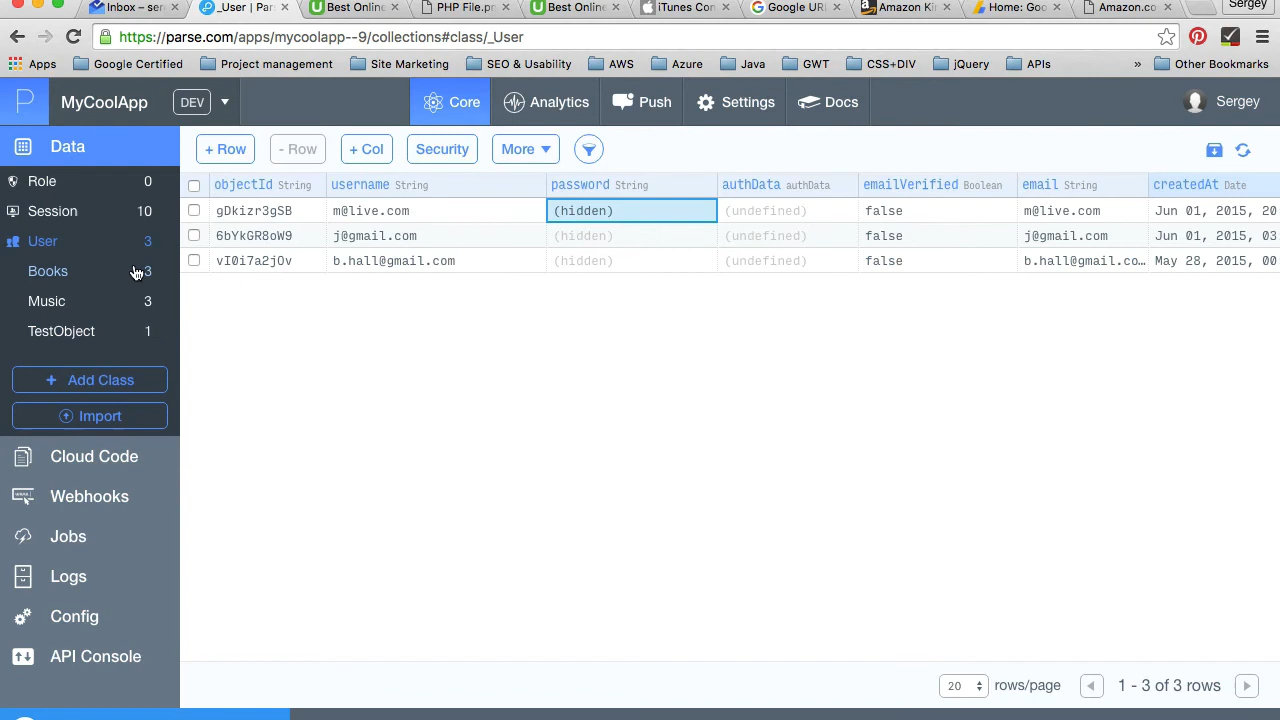 Inbox – ser
_User | Pars
Best Online
PHP File.pr
Best Online
iTunes Con
Google URL
Amazon Kin
Home: Goo
Amazon.co
Sergey
https://parse.com/apps/mycoolapp--9/collections#class/_User
Apps Google Certified Project management Site Marketing SEO & Usability AWS Azure Java GWT CSS+DIV jQuery APIs » Other Bookmarks
P MyCoolApp DEV Core Analytics Push Settings Docs Sergey
Data
Role 0
Session 10
User 3
Books 3
Music 3
TestObject 1
+ Add Class
Import
Cloud Code
Webhooks
Jobs
Logs
Config
API Console
+ Row - Row + Col Security More
objectId String username String password String authData authData emailVerified Boolean email String createdAt Date
gDkizr3gSB m@live.com (hidden) (undefined) false m@live.com Jun 01, 2015, 20
6bYkGR8oW9 j@gmail.com (hidden) (undefined) false j@gmail.com Jun 01, 2015, 03
vI0i7a2jOv b.hall@gmail.com (hidden) (undefined) false b.hall@gmail.co… May 28, 2015, 00
20 rows/page 1 - 3 of 3 rows